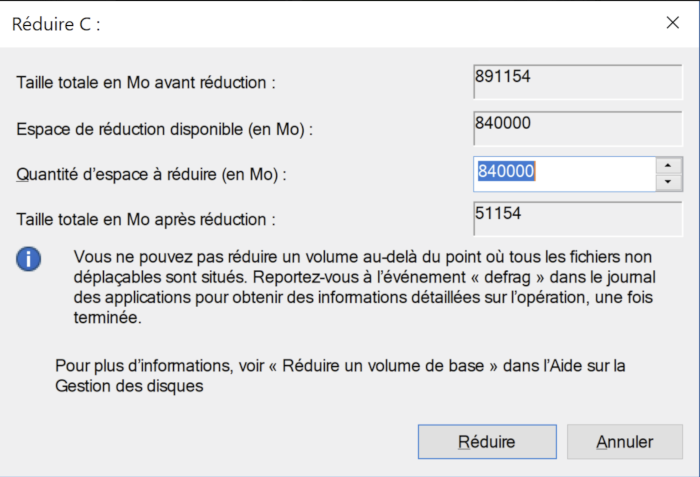 Réduire C :
Taille totale en Mo avant réduction :
891154
Espace de réduction disponible (en Mo) :
840000
Quantité d’espace à réduire (en Mo) :
840000
Taille totale en Mo après réduction :
51154
Vous ne pouvez pas réduire un volume au-delà du point où tous les fichiers non
déplaçables sont situés. Reportez-vous à l’événement « defrag » dans le journal
des applications pour obtenir des informations détaillées sur l’opération, une fois
terminée.
Pour plus d’informations, voir « Réduire un volume de base » dans l’Aide sur la
Gestion des disques
Réduire
Annuler